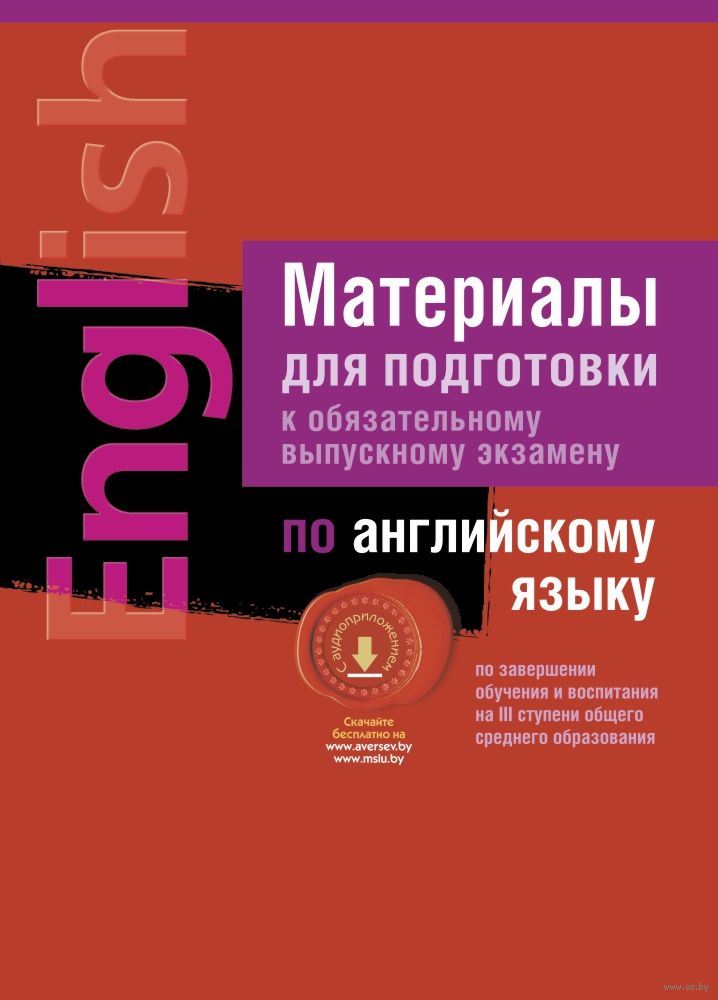 English
Материалы
для подготовки
к обязательному
выпускному экзамену
по английскому
языку
с аудиоприложением
Скачайте
бесплатно на
www.aversev.by
www.mslu.by
по завершении
обучения и воспитания
на III ступени общего
среднего образования
www.oz.by